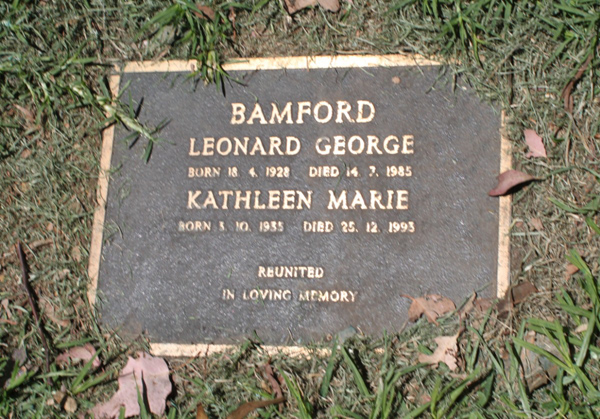 BAMFORD
LEONARD GEORGE
BORN 18. 4. 1928 DIED 14. 7. 1985
KATHLEEN MARIE
BORN 3. 10. 1935 DIED 25. 12. 1993
REUNITED
IN LOVING MEMORY